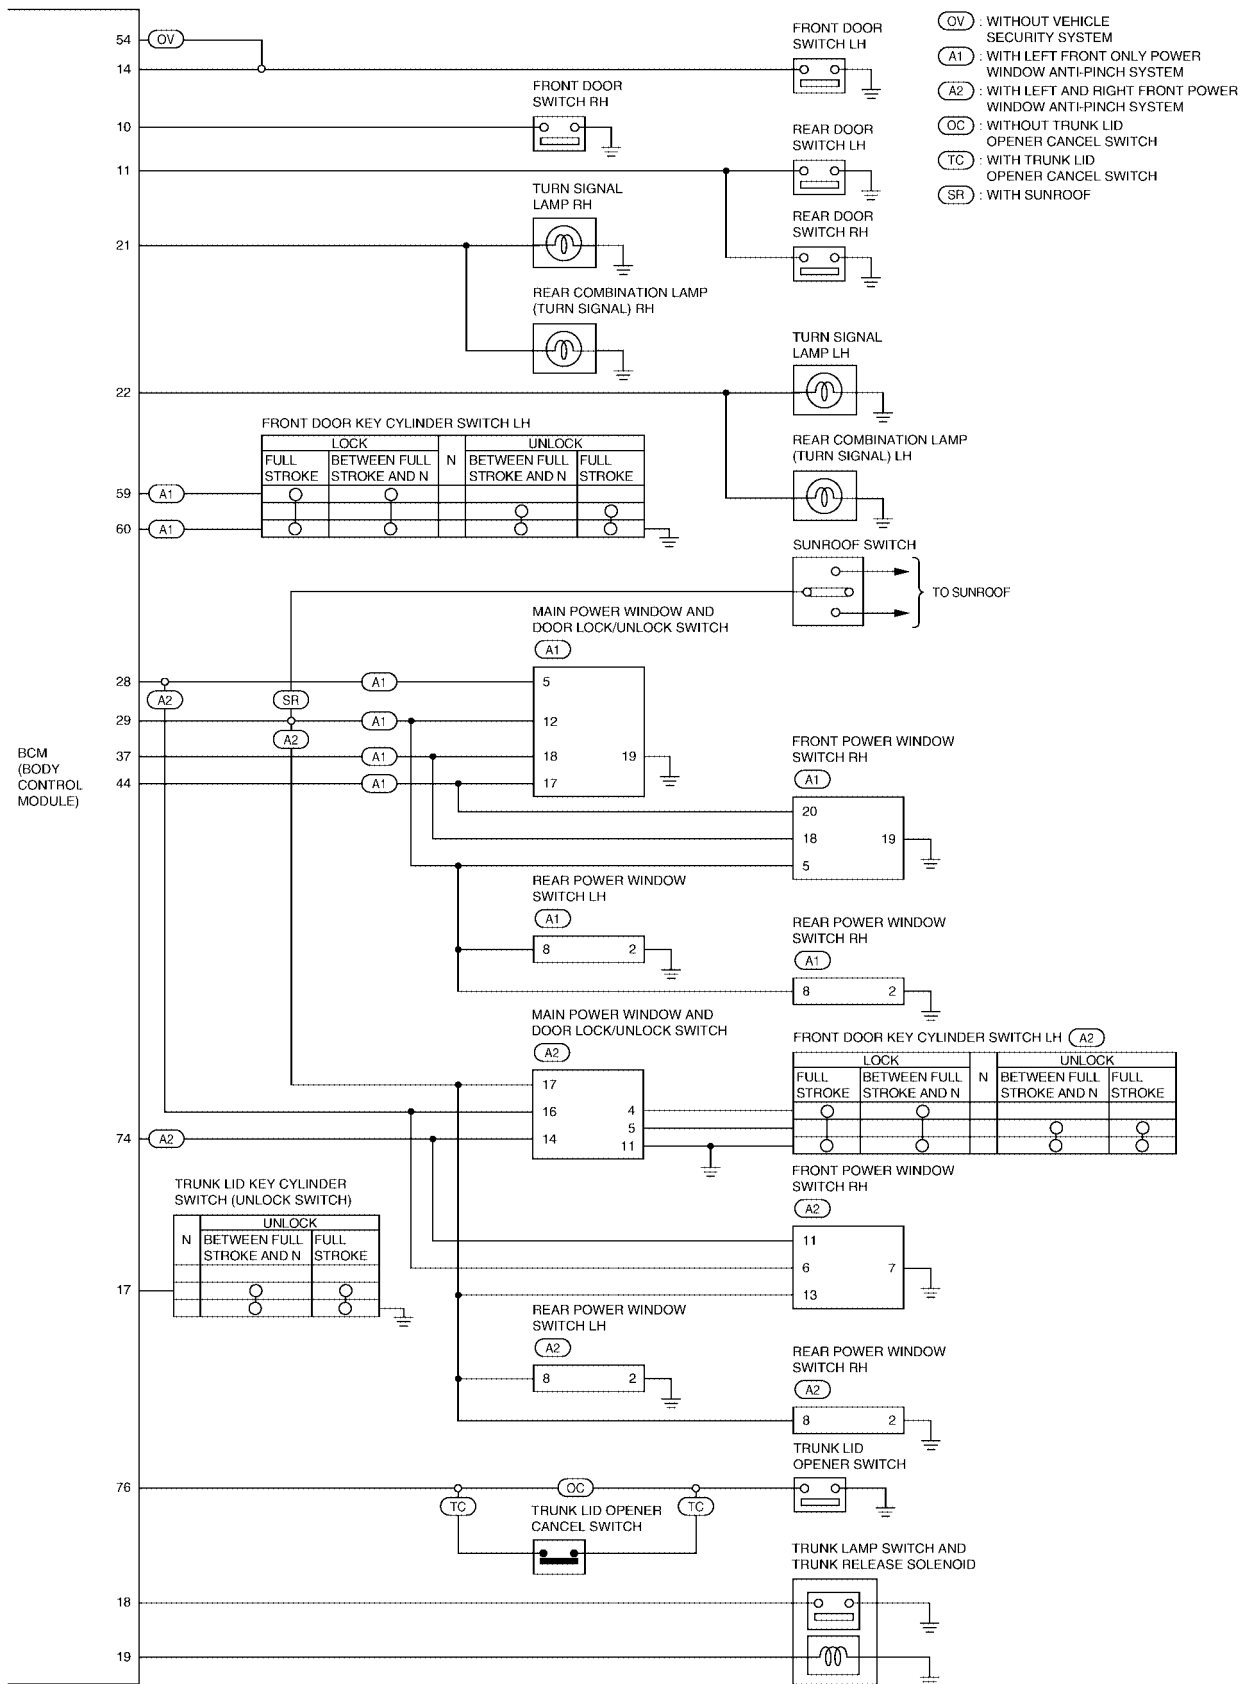 54 OV
14
FRONT DOOR
SWITCH LH
OV : WITHOUT VEHICLE
SECURITY SYSTEM
A1 : WITH LEFT FRONT ONLY POWER
WINDOW ANTI-PINCH SYSTEM
A2 : WITH LEFT AND RIGHT FRONT POWER
WINDOW ANTI-PINCH SYSTEM
OC : WITHOUT TRUNK LID
OPENER CANCEL SWITCH
TC : WITH TRUNK LID
OPENER CANCEL SWITCH
SR : WITH SUNROOF
FRONT DOOR
SWITCH RH
10
REAR DOOR
SWITCH LH
11
TURN SIGNAL
LAMP RH
REAR DOOR
SWITCH RH
21
REAR COMBINATION LAMP
(TURN SIGNAL) RH
TURN SIGNAL
LAMP LH
22
FRONT DOOR KEY CYLINDER SWITCH LH
LOCK UNLOCK
FULL BETWEEN FULL N BETWEEN FULL FULL
STROKE STROKE AND N STROKE AND N STROKE
REAR COMBINATION LAMP
(TURN SIGNAL) LH
59 A1
60 A1
SUNROOF SWITCH
TO SUNROOF
MAIN POWER WINDOW AND
DOOR LOCK/UNLOCK SWITCH
A1
28 A1 5
A2 SR
29 A1 12
A2
37 A1 18 19
44 A1 17
BCM
(BODY
CONTROL
MODULE)
FRONT POWER WINDOW
SWITCH RH
A1
20
18 19
5
REAR POWER WINDOW
SWITCH LH
A1
8 2
REAR POWER WINDOW
SWITCH RH
A1
8 2
MAIN POWER WINDOW AND
DOOR LOCK/UNLOCK SWITCH
A2
17
16 4
5
74 A2 14 11
FRONT DOOR KEY CYLINDER SWITCH LH A2
LOCK UNLOCK
FULL BETWEEN FULL N BETWEEN FULL FULL
STROKE STROKE AND N STROKE AND N STROKE
FRONT POWER WINDOW
SWITCH RH
A2
11
6 7
13
TRUNK LID KEY CYLINDER
SWITCH (UNLOCK SWITCH)
UNLOCK
N BETWEEN FULL FULL
STROKE AND N STROKE
17
REAR POWER WINDOW
SWITCH LH
A2
8 2
REAR POWER WINDOW
SWITCH RH
A2
8 2
TRUNK LID
OPENER SWITCH
76 OC
TC TC
TRUNK LID OPENER
CANCEL SWITCH
TRUNK LAMP SWITCH AND
TRUNK RELEASE SOLENOID
18
19